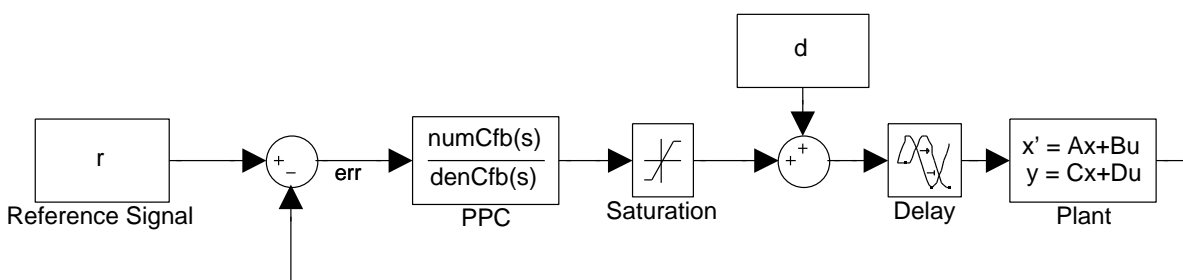 d
r
Reference Signal
+
−
err
numCfb(s)
denCfb(s)
PPC
Saturation
+
+
Delay
x' = Ax+Bu
y = Cx+Du
Plant